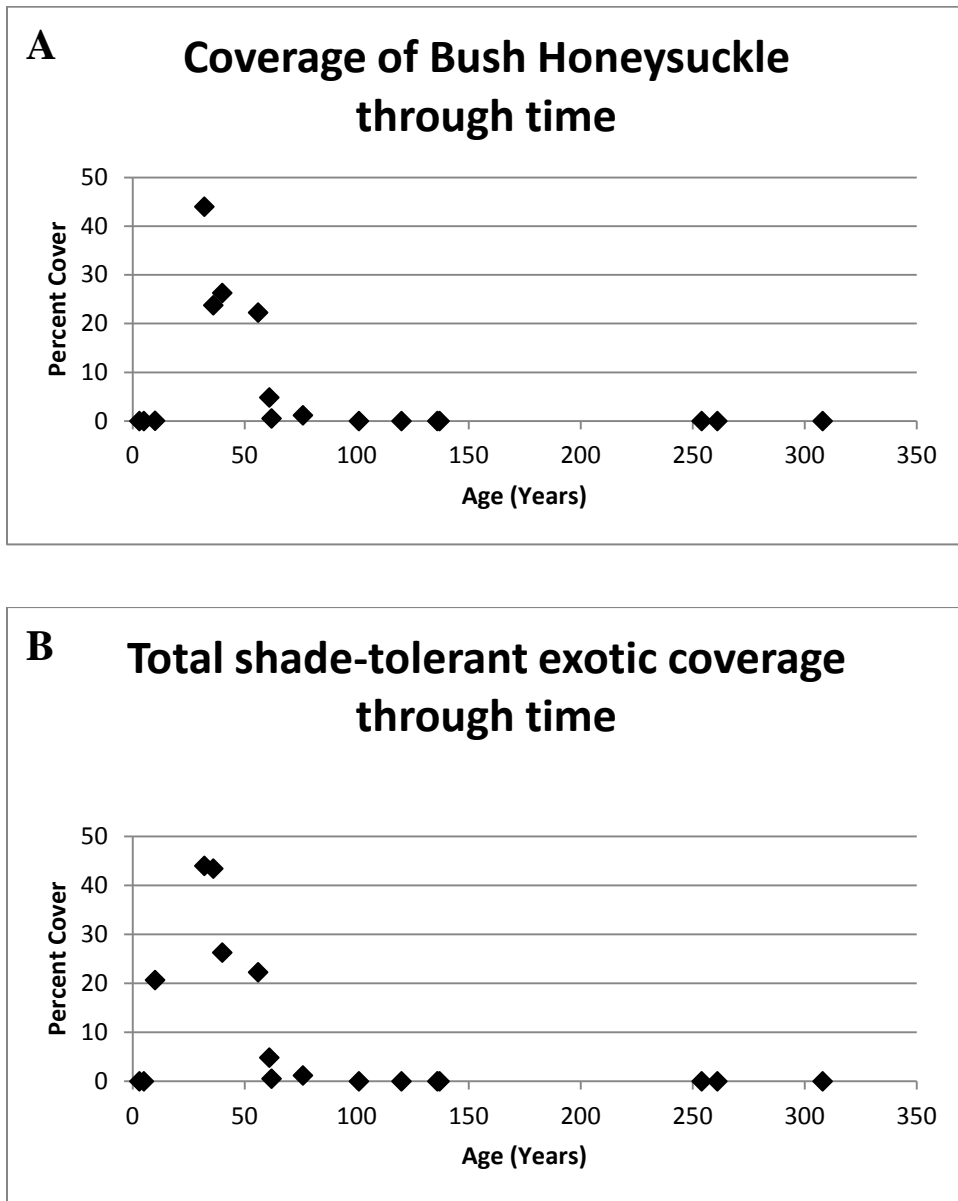 A
Coverage of Bush Honeysuckle
through time
50
40
30
20
10
0
Percent Cover
0 50 100 150 200 250 300 350
Age (Years)
B
Total shade-tolerant exotic coverage
through time
50
40
30
20
10
0
Percent Cover
0 50 100 150 200 250 300 350
Age (Years)